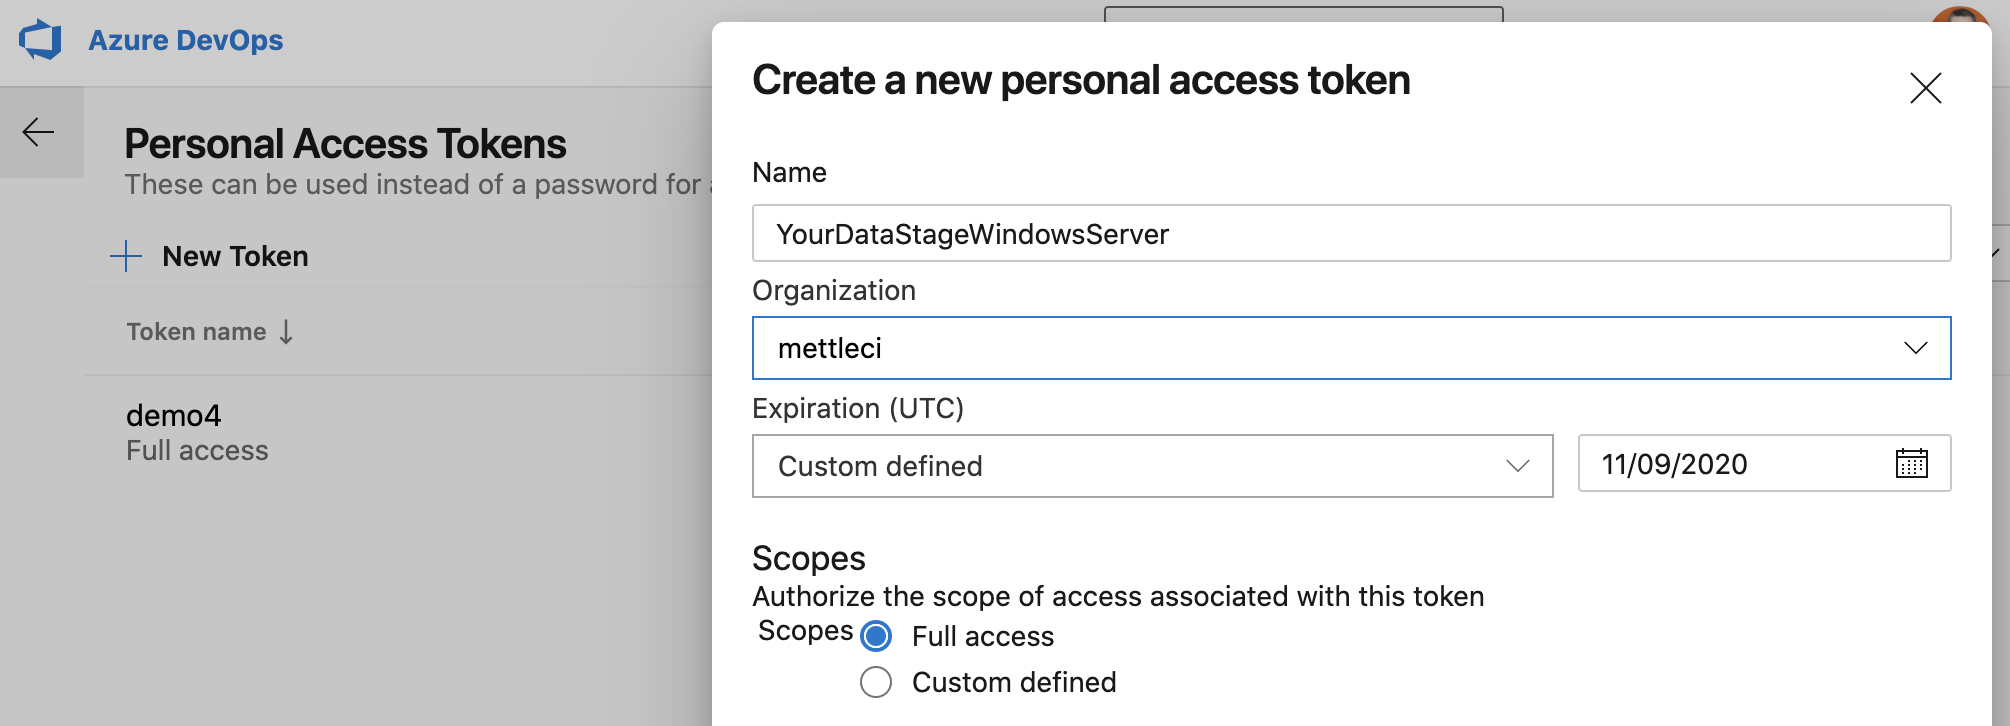 Azure DevOps
Personal Access Tokens
These can be used instead of a password for
New Token
Token name
demo4
Full access
Create a new personal access token
Name
YourDataStageWindowsServer
Organization
mettleci
Expiration (UTC)
Custom defined
11/09/2020
Scopes
Authorize the scope of access associated with this token
Scopes
Full access
Custom defined